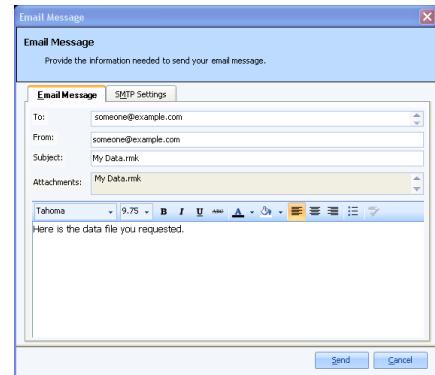 Email Message
Email Message
Provide the information needed to send your email message.
Email Message SMTP Settings
To: someone@example.com
From: someone@example.com
Subject: My Data.rmk
Attachments: My Data.rmk
Tahoma 9.75 B I U ABC A
Here is the data file you requested.
Send Cancel